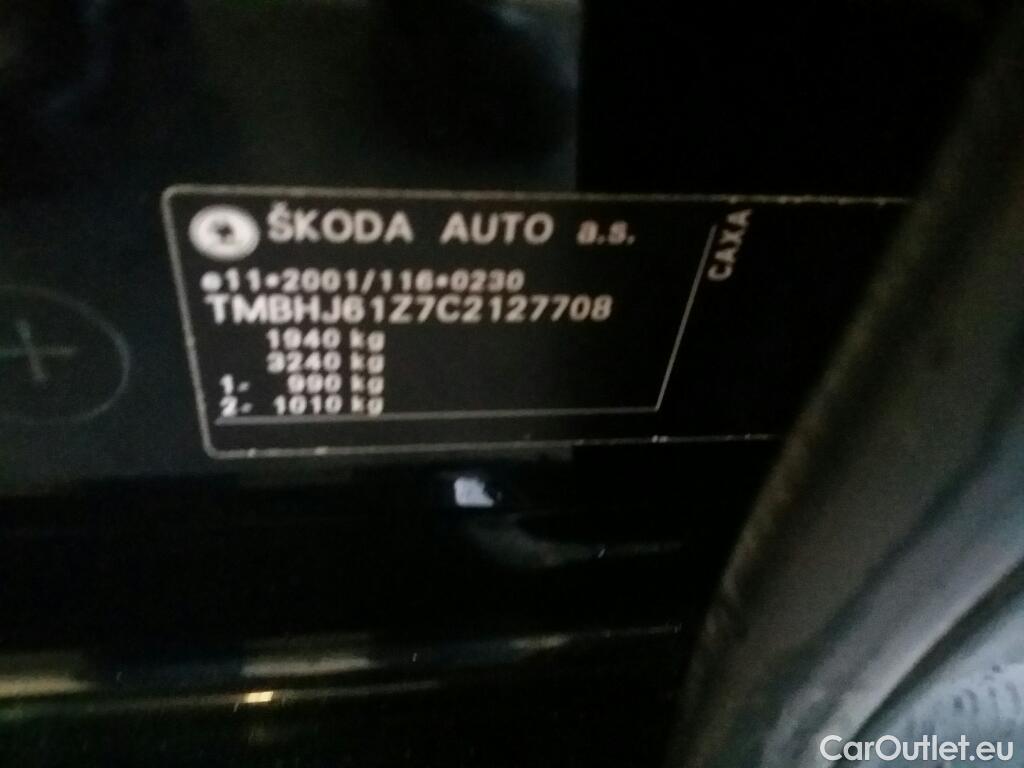 ŠKODA AUTO a.s.
e11*2001/116*0230
TMBHJ61Z7C2127708
1940 kg
3240 kg
1- 990 kg
2- 1010 kg
CAXA
CarOutlet.eu